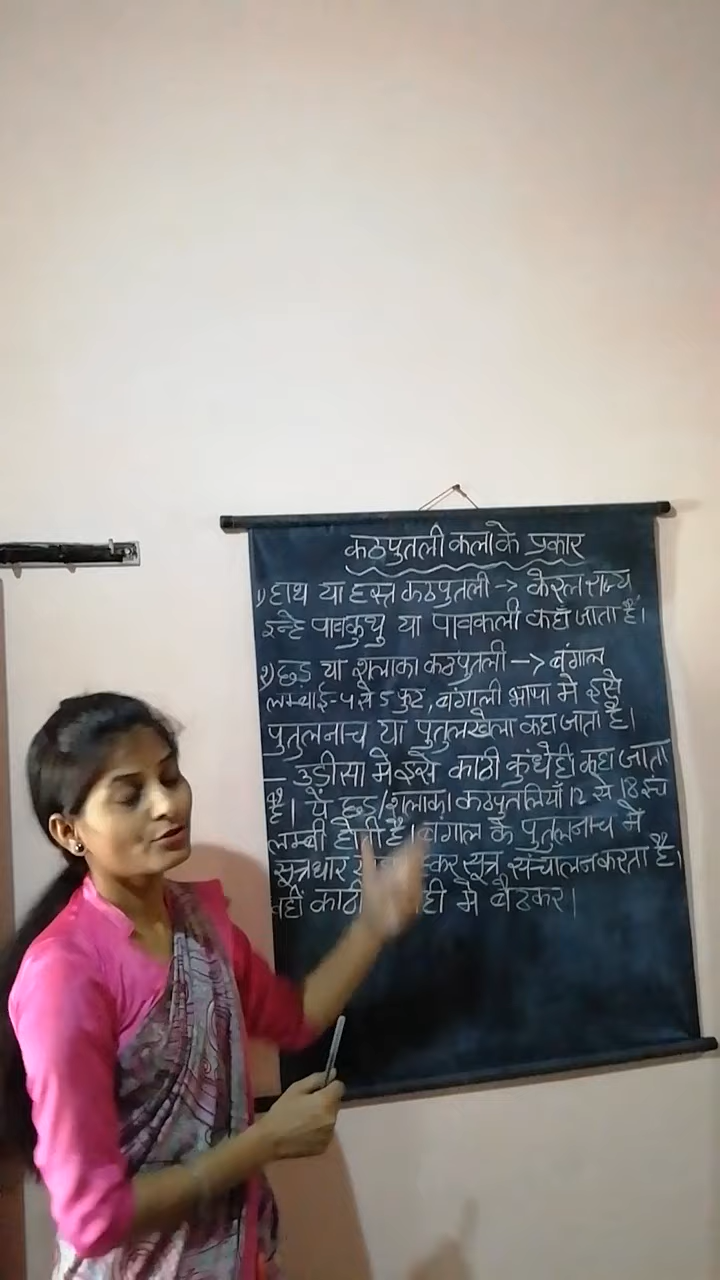 कठपुतली कला के प्रकार
1) हाथ या हस्त कठपुतली → केरल राज्य
इन्हे पावकुथु या पावकली कहाँ जाता है।
2) छड़ या शलाका कठपुतली → बंगाल
लम्बाई - 4 से 5 फुट, बंगाली भाषा मे इसे
पुतुलनाच या पुतुलखेला कहा जाता है।
— उड़ीसा मे इसे काठी कुंधेही कहा जाता
है। ये छड़/शलाका कठपुतलियाँ 12 से 18 इंच
लम्बी होती है। बंगाल के पुतुलनाच मे
सूत्रधार सूत्र संचालन करता है।
वही काठी मे बैठकर।